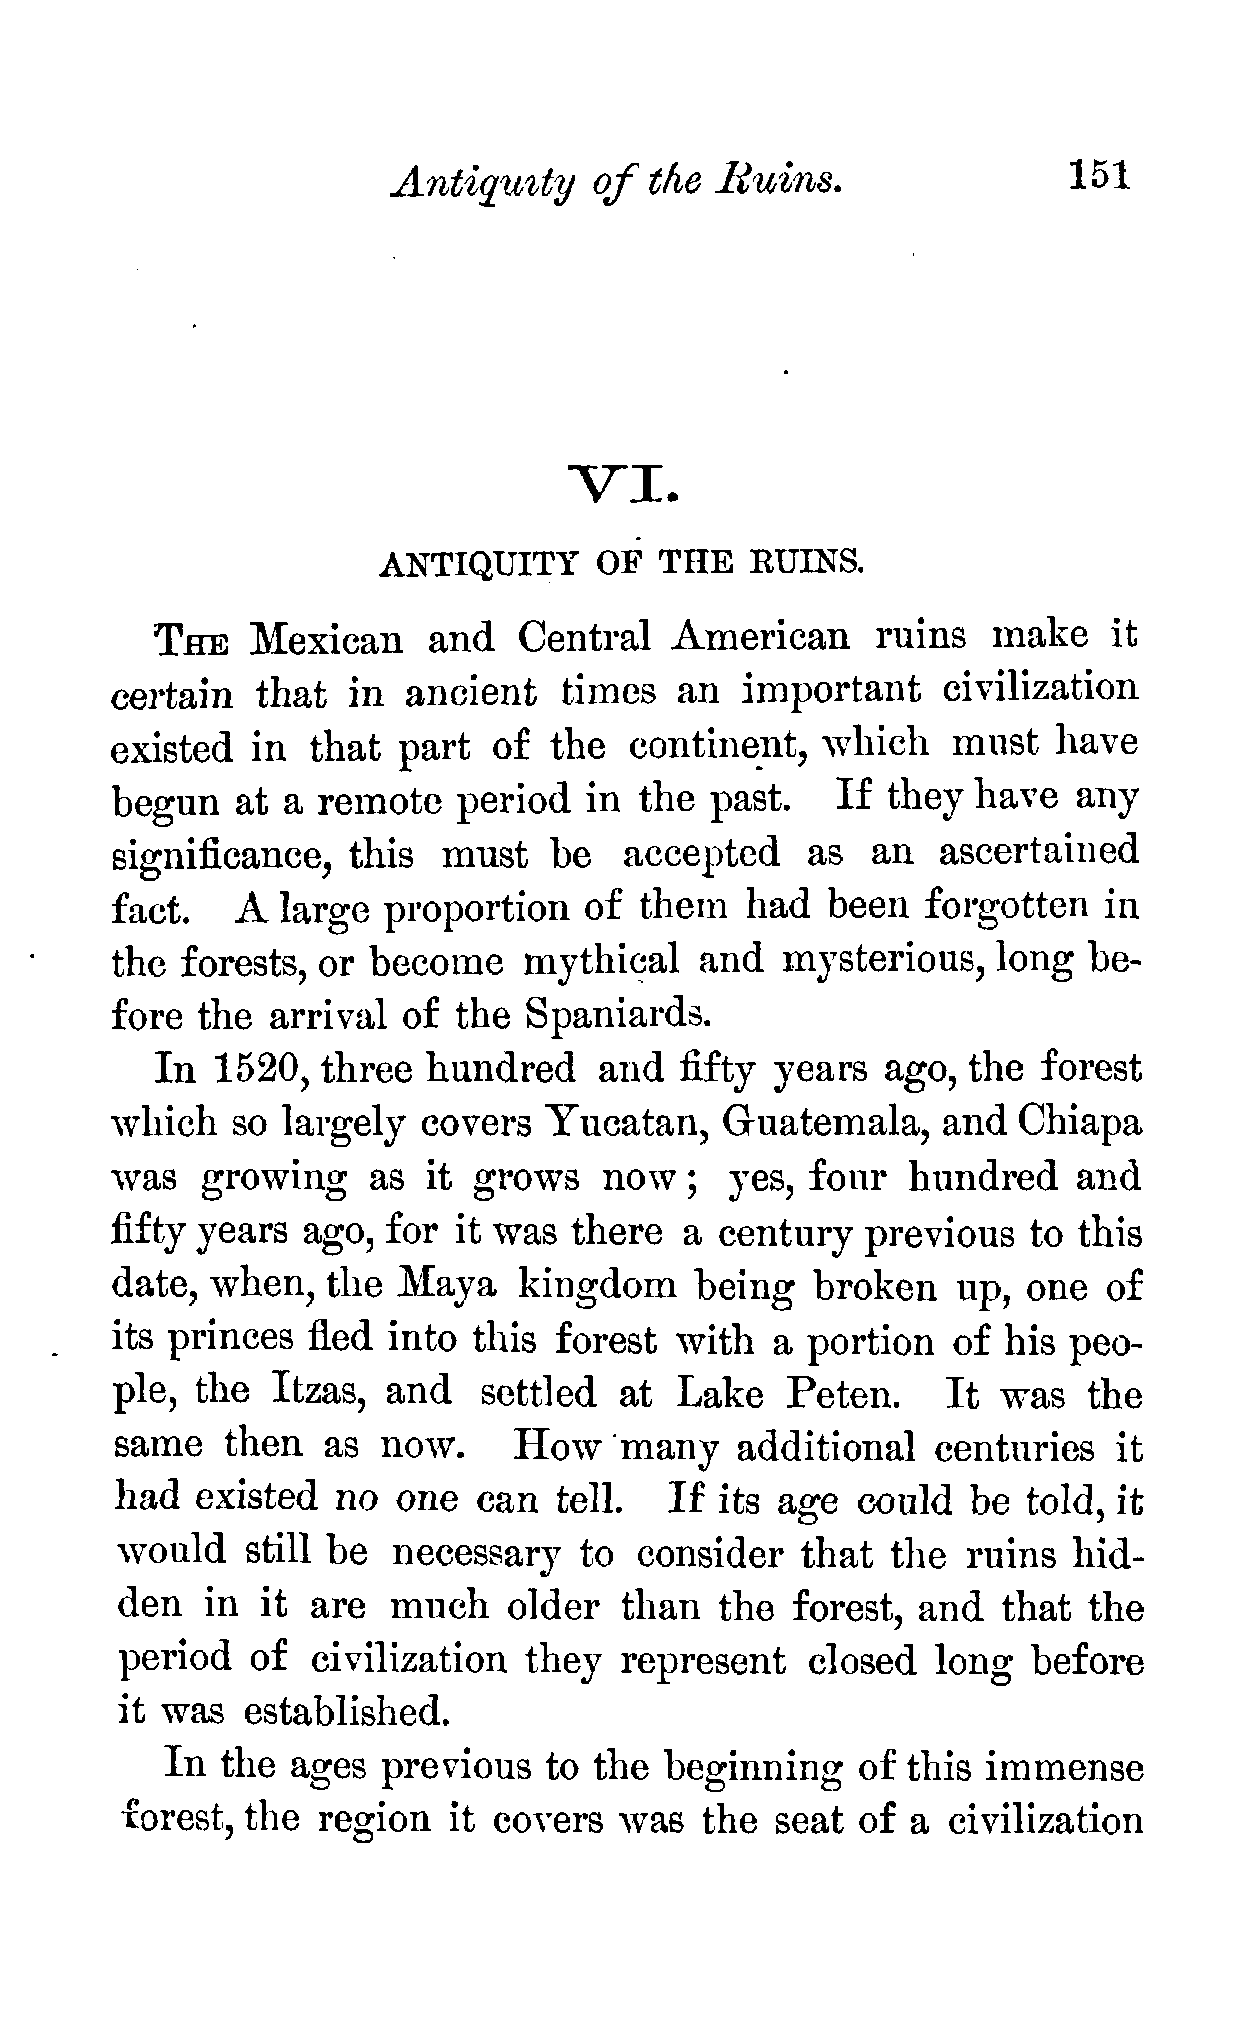 Antiquity of the Ruins. 151
VI.
ANTIQUITY OF THE RUINS.
THE Mexican and Central American ruins make it
certain that in ancient times an important civilization
existed in that part of the continent, which must have
begun at a remote period in the past. If they have any
significance, this must be accepted as an ascertained
fact. A large proportion of them had been forgotten in
the forests, or become mythical and mysterious, long be-
fore the arrival of the Spaniards.
In 1520, three hundred and fifty years ago, the forest
which so largely covers Yucatan, Guatemala, and Chiapa
was growing as it grows now; yes, four hundred and
fifty years ago, for it was there a century previous to this
date, when, the Maya kingdom being broken up, one of
its princes fled into this forest with a portion of his peo-
ple, the Itzas, and settled at Lake Peten. It was the
same then as now. How many additional centuries it
had existed no one can tell. If its age could be told, it
would still be necessary to consider that the ruins hid-
den in it are much older than the forest, and that the
period of civilization they represent closed long before
it was established.
In the ages previous to the beginning of this immense
forest, the region it covers was the seat of a civilization